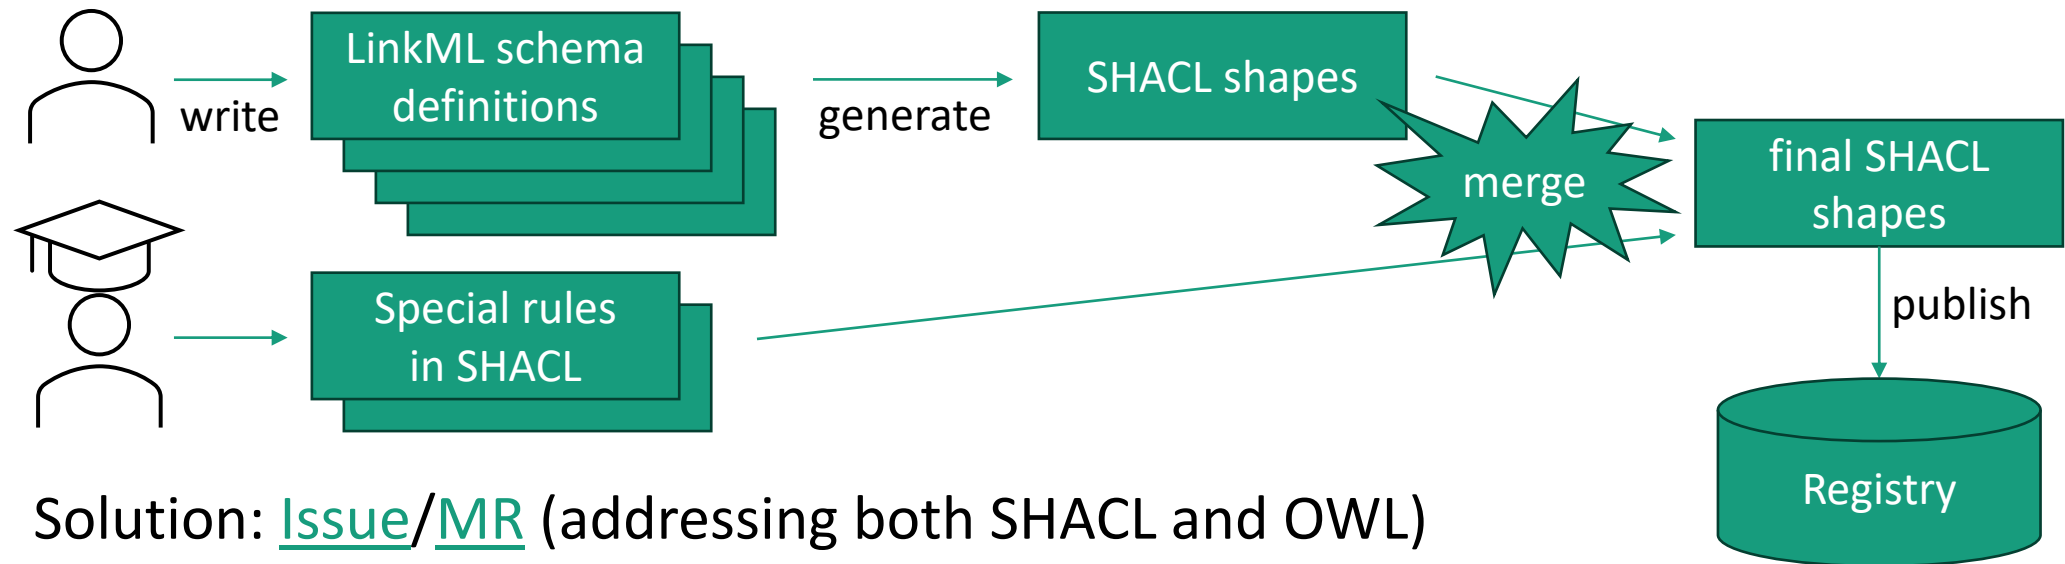 LinkML schema
definitions
write
generate
SHACL shapes
merge
final SHACL
shapes
Special rules
in SHACL
publish
Registry
Solution: Issue/MR (addressing both SHACL and OWL)